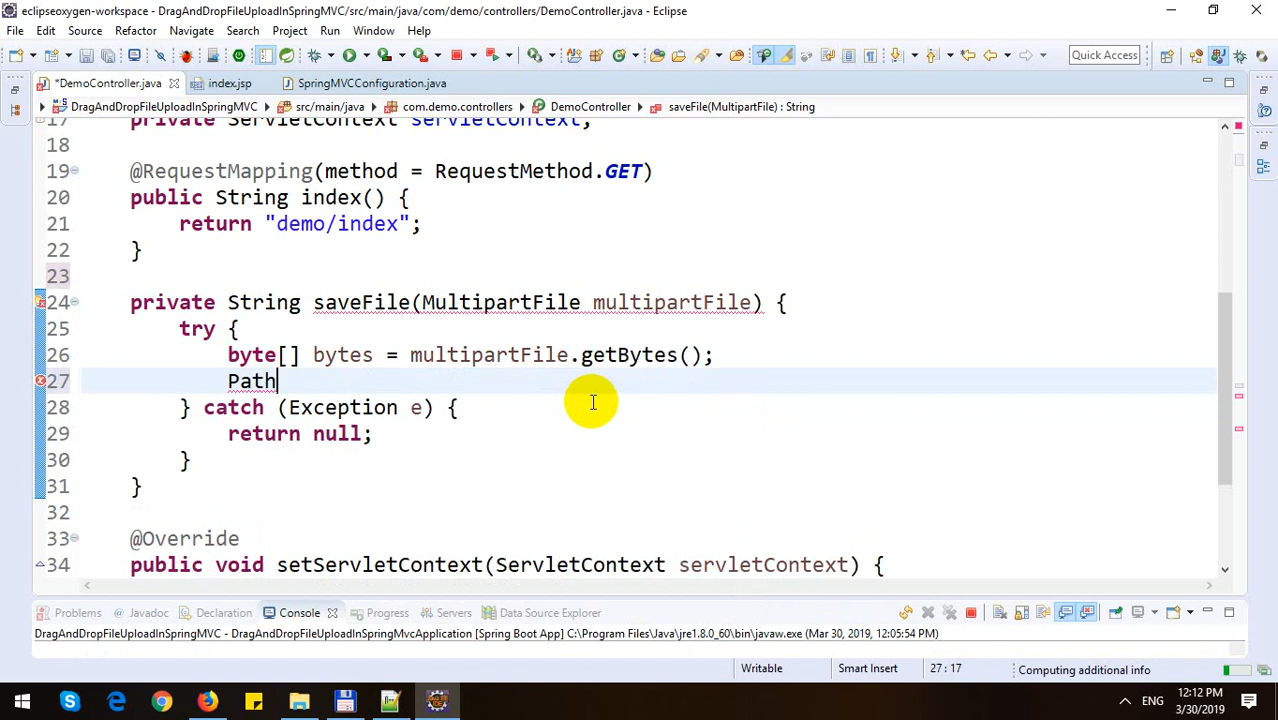 eclipseoxygen-workspace - DragAndDropFileUploadInSpringMVC/src/main/java/com/demo/controllers/DemoController.java - Eclipse
File Edit Source Refactor Navigate Search Project Run Window Help
Quick Access
*DemoController.java index.jsp SpringMVCConfiguration.java
DragAndDropFileUploadInSpringMVC src/main/java com.demo.controllers DemoController saveFile(MultipartFile) : String
17 private ServletContext servletContext;
18
19 @RequestMapping(method = RequestMethod.GET)
20 public String index() {
21 return "demo/index";
22 }
23
24 private String saveFile(MultipartFile multipartFile) {
25 try {
26 byte[] bytes = multipartFile.getBytes();
27 Path
28 } catch (Exception e) {
29 return null;
30 }
31 }
32
33 @Override
34 public void setServletContext(ServletContext servletContext) {
Problems Javadoc Declaration Console Progress Servers Data Source Explorer
DragAndDropFileUploadInSpringMVC - DragAndDropFileUploadInSpringMvcApplication [Spring Boot App] C:\Program Files\Java\jre1.8.0_60\bin\javaw.exe (Mar 30, 2019, 12:05:54 PM)
Writable Smart Insert 27 : 17 Computing additional info
ENG 12:12 PM
3/30/2019